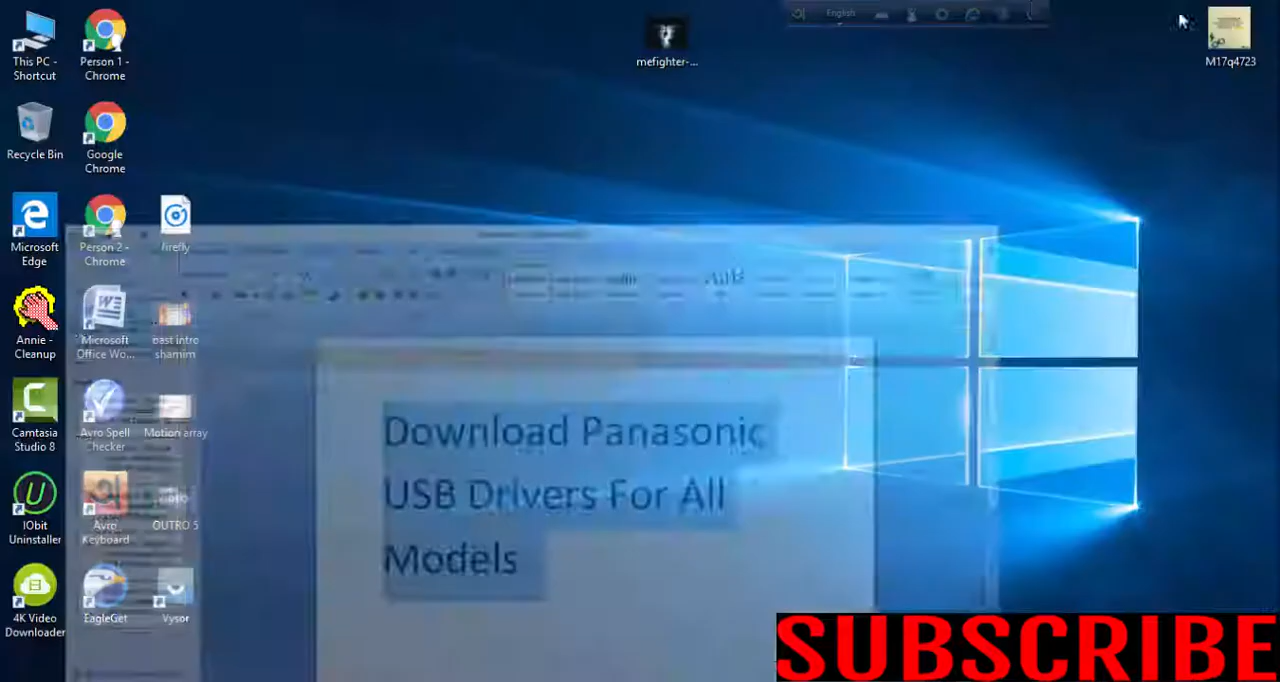 English
This PC -
Shortcut
Person 1 -
Chrome
mefighter-...
M17q4723
Recycle Bin
Google
Chrome
Microsoft
Edge
Person 2 -
Chrome
firefly
Annie -
Cleanup
Microsoft
Office Wo...
bast intro
shamim
Camtasia
Studio 8
Avro Spell
Checker
Motion array
IObit
Uninstaller
Avro
Keyboard
OUTRO 5
4K Video
Downloader
EagleGet
Vysor
Download Panasonic
USB Drivers For All
Models
SUBSCRIBE